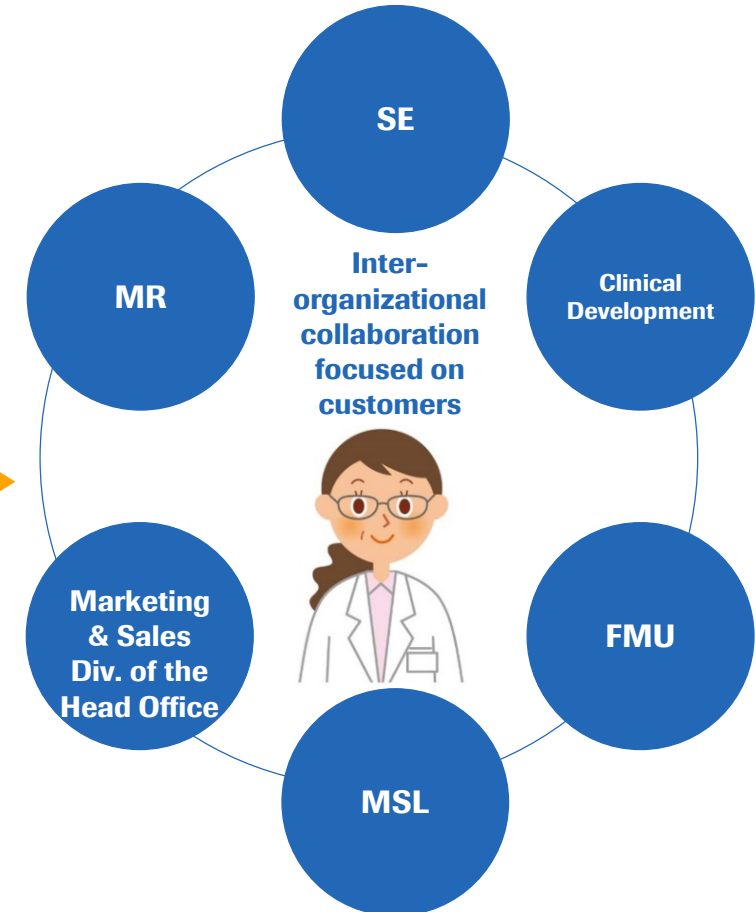 SE
MR
Inter-
organizational
collaboration
focused on
customers
Clinical
Development
Marketing
& Sales
Div. of the
Head Office
FMU
MSL